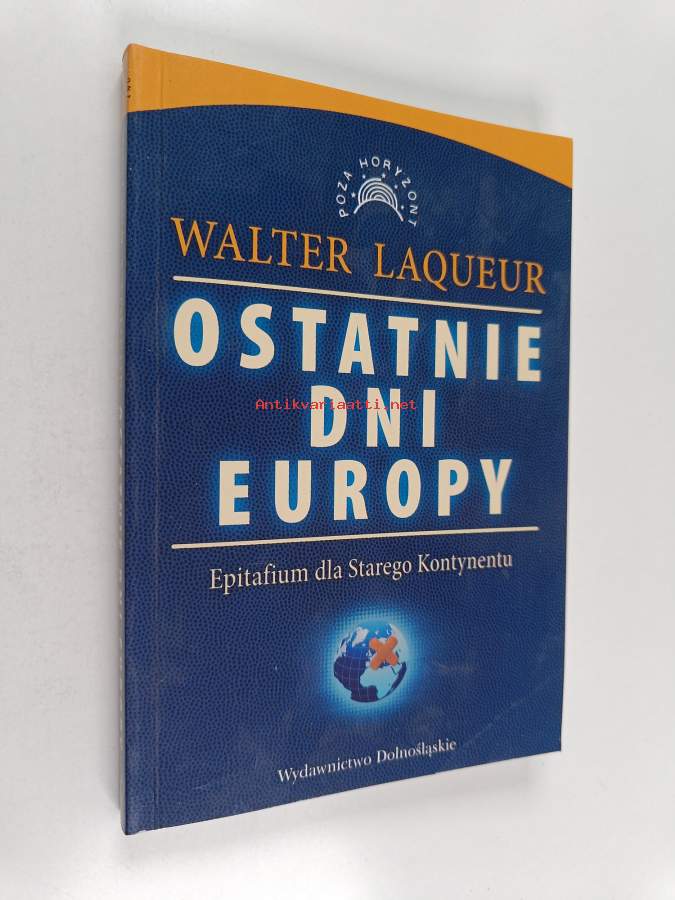 POZA HORYZONT
WALTER LAQUEUR
OSTATNIE
Antikvariaatti.net
DNI
EUROPY
Epitafium dla Starego Kontynentu
Wydawnictwo Dolnośląskie